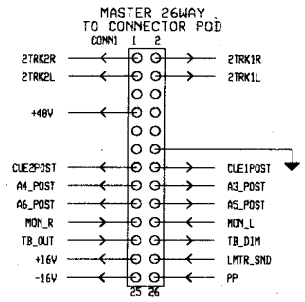 MASTER 26WAY
TO CONNECTOR POD
CONN1 1 2
2TRK2R 2TRK1R
2TRK2L 2TRK1L
+48V
CUE2POST CUE1POST
A4_POST A3_POST
A6_POST A5_POST
MON_R MON_L
TB_OUT TB_DIM
+16V LMTR_SND
-16V PP
25 26